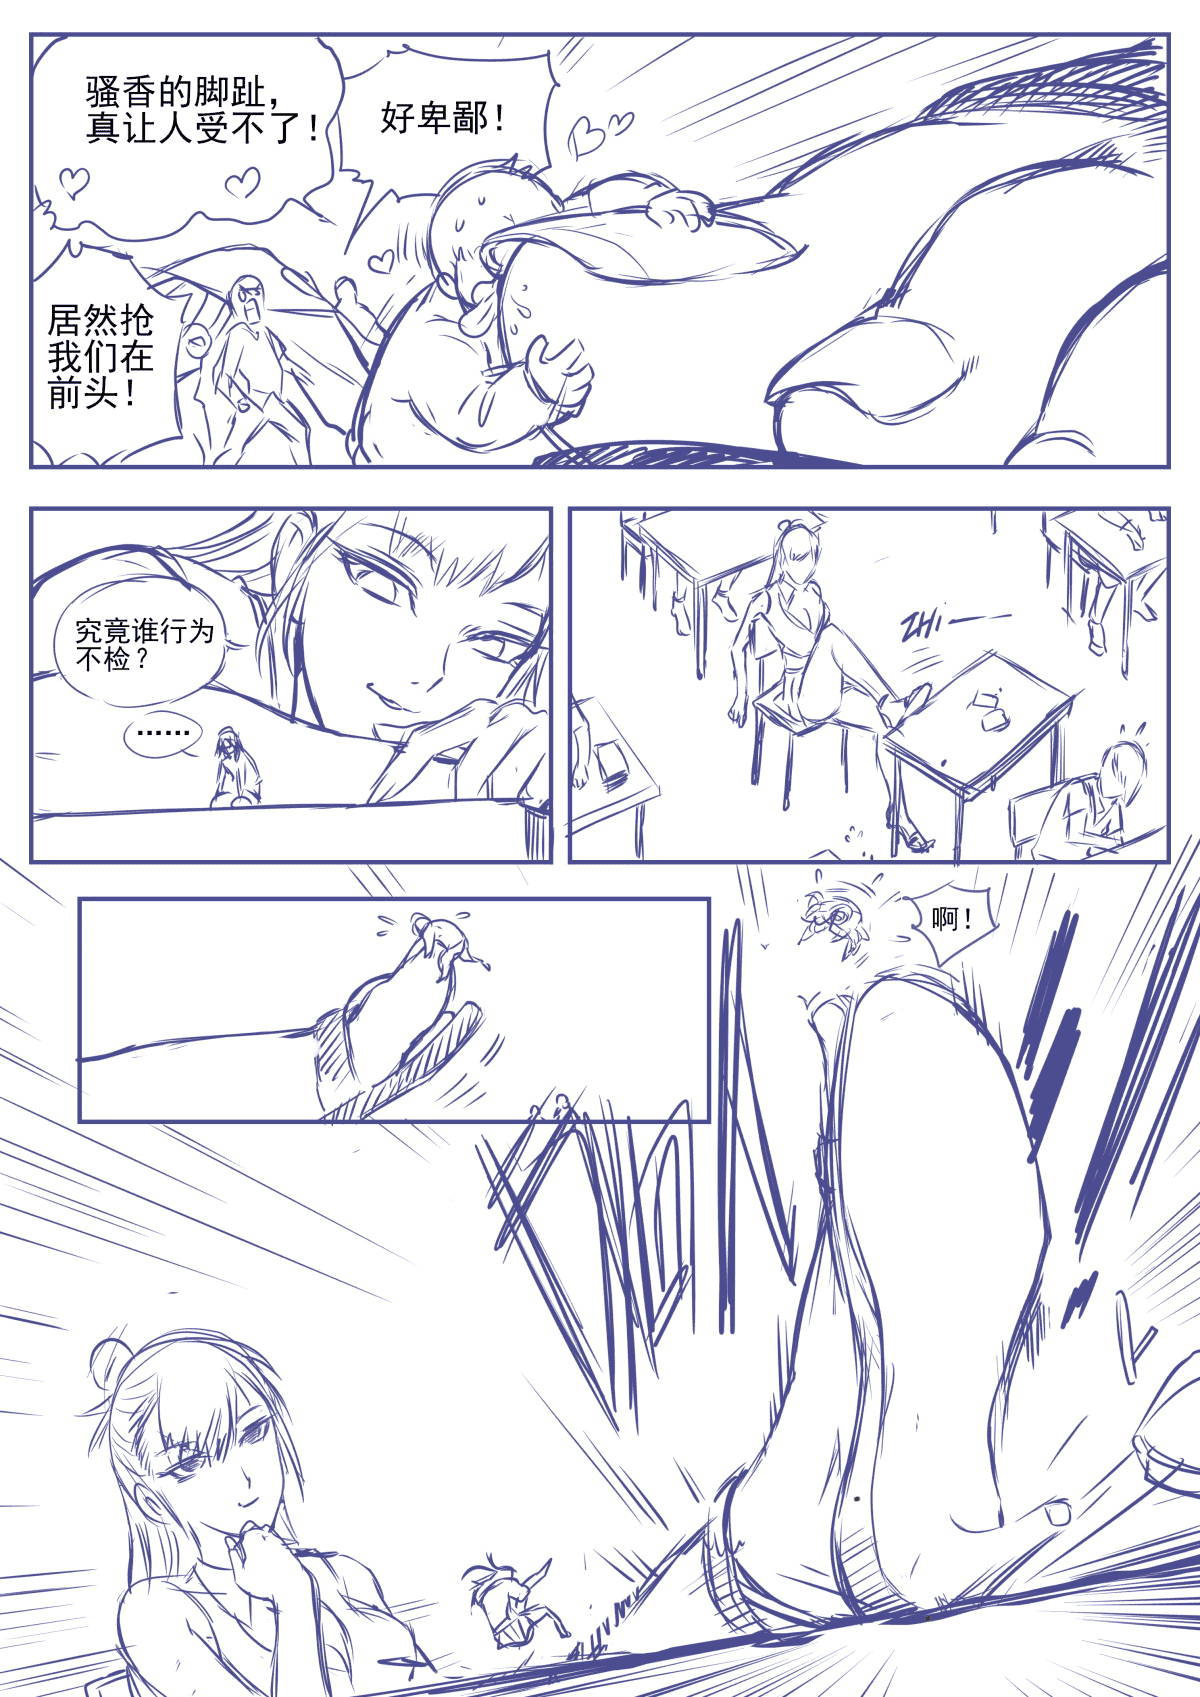 骚香的脚趾，
真让人受不了！
好卑鄙！
居然抢
我们在
前头！
究竟谁行为
不检？
……
ZHi—
啊！